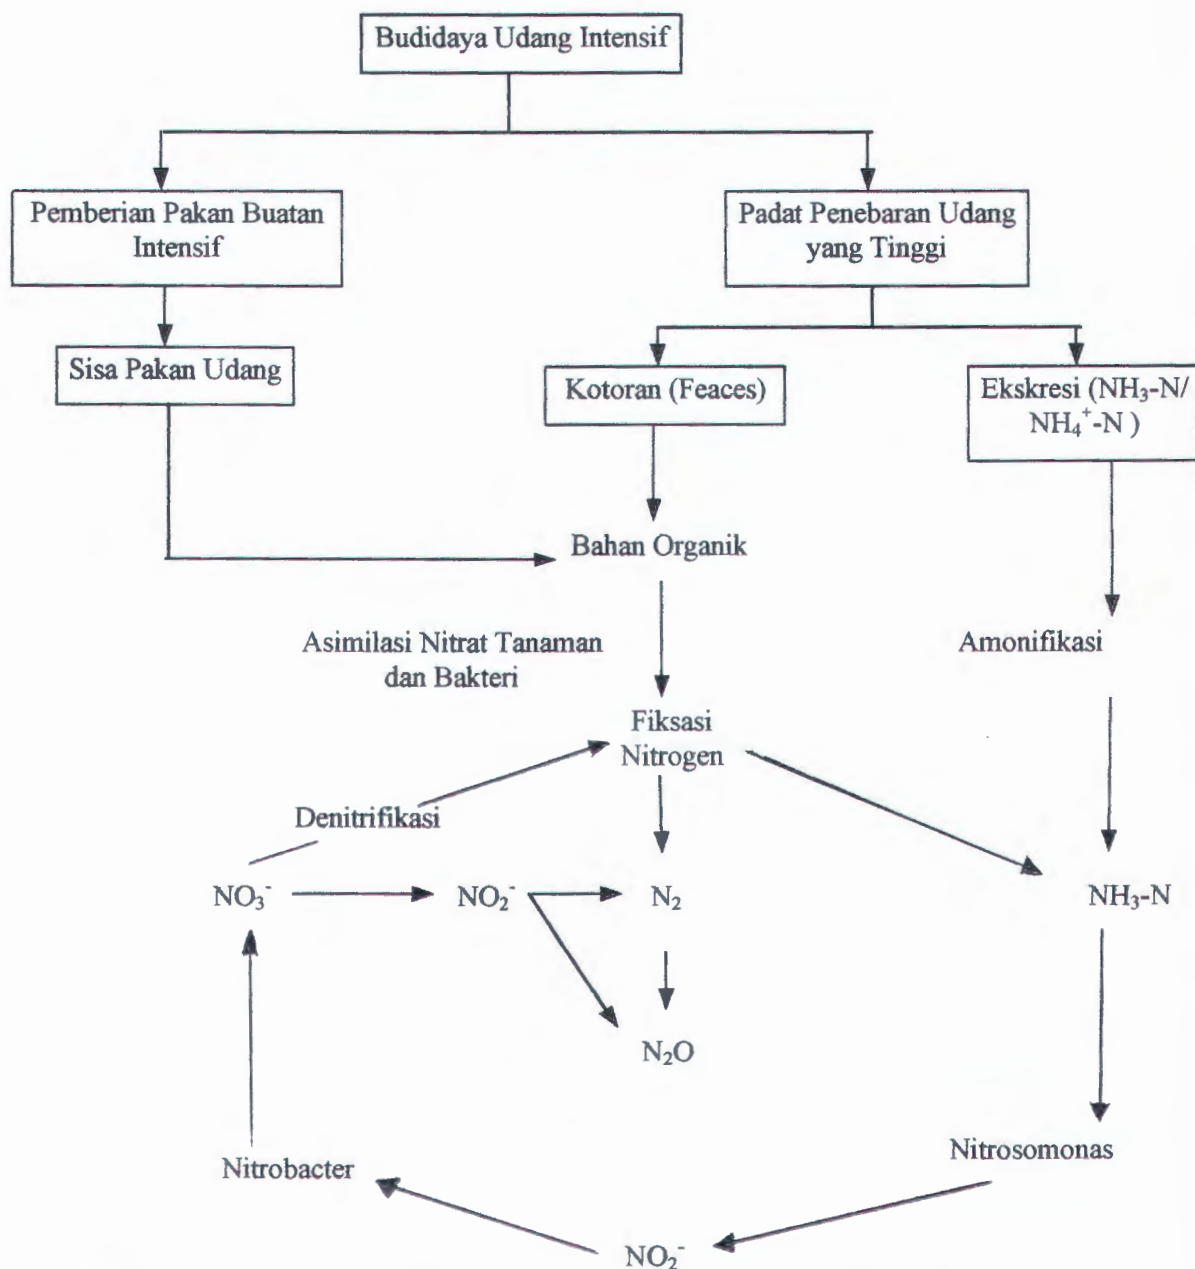 Budidaya Udang Intensif
Pemberian Pakan Buatan
Intensif
Padat Penebaran Udang
yang Tinggi
Sisa Pakan Udang
Kotoran (Feaces)
Ekskresi (NH₃-N/
NH₄⁺-N )
Bahan Organik
Asimilasi Nitrat Tanaman
dan Bakteri
Amonifikasi
Fiksasi
Nitrogen
Denitrifikasi
NO₃⁻
NO₂⁻
N₂
NH₃-N
N₂O
Nitrosomonas
Nitrobacter
NO₂⁻